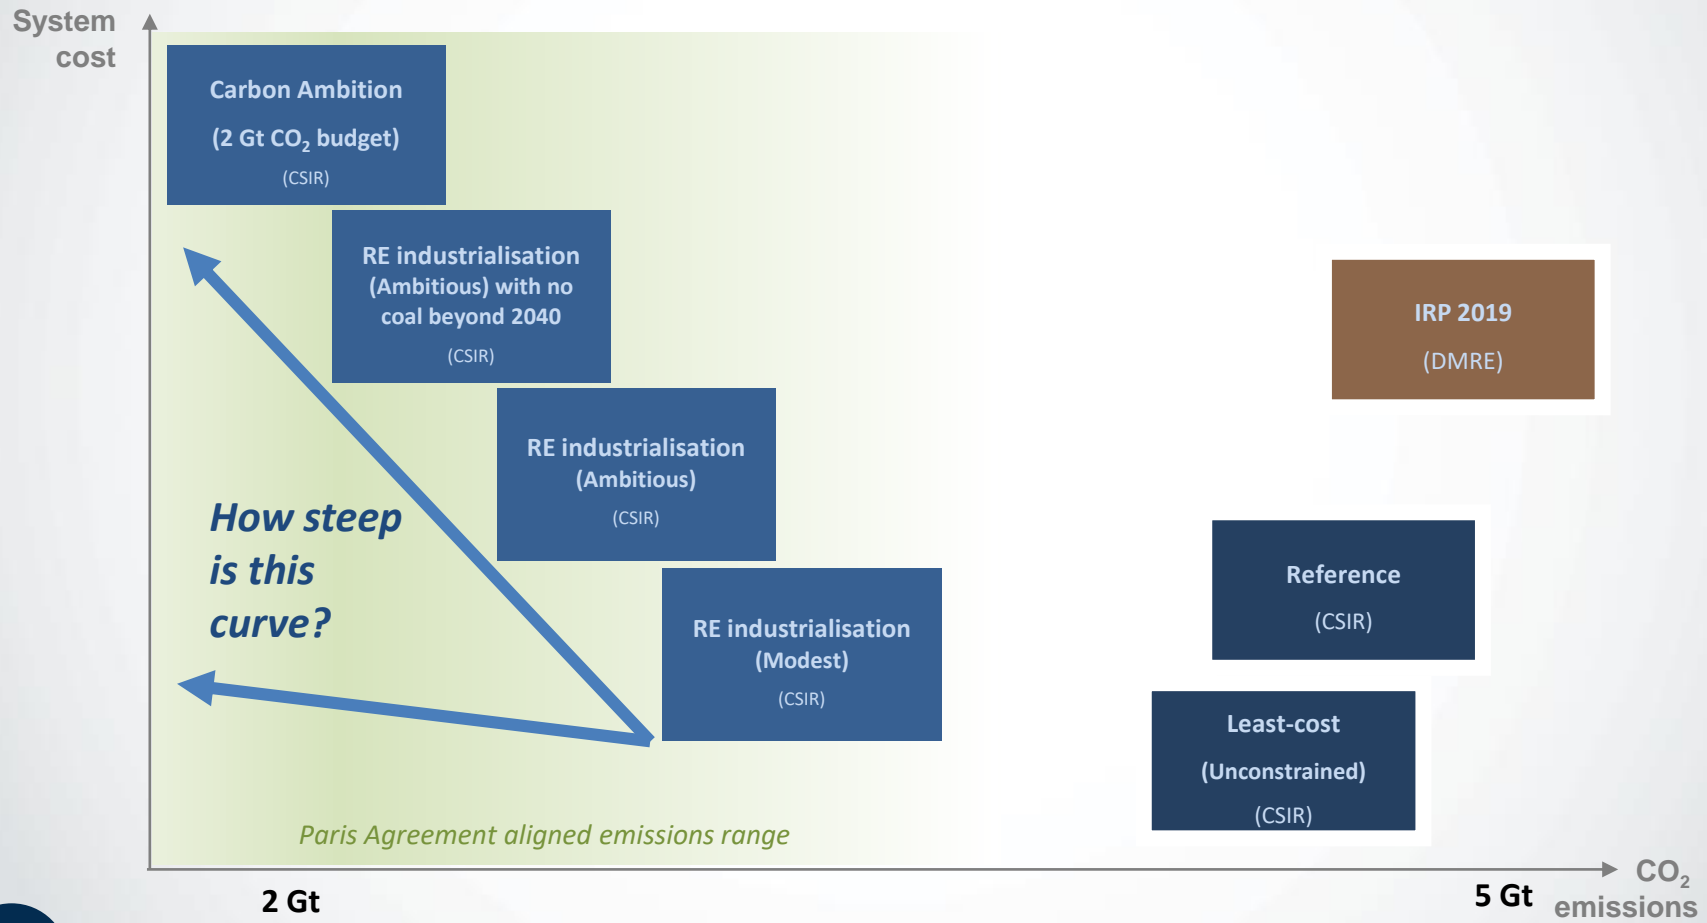 System
cost
Carbon Ambition
(2 Gt CO₂ budget)
(CSIR)
RE industrialisation
(Ambitious) with no
coal beyond 2040
(CSIR)
IRP 2019
(DMRE)
RE industrialisation
(Ambitious)
(CSIR)
How steep
is this
curve?
Reference
(CSIR)
RE industrialisation
(Modest)
(CSIR)
Least-cost
(Unconstrained)
(CSIR)
Paris Agreement aligned emissions range
2 Gt
5 Gt
CO₂
emissions